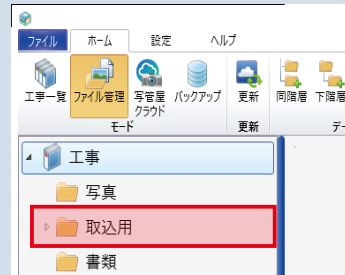 ファイル ホーム 設定 ヘルプ
工事一覧 ファイル管理 写管屋クラウド バックアップ 更新 同階層 下階層
モード 更新 デー
工事
写真
取込用
書類